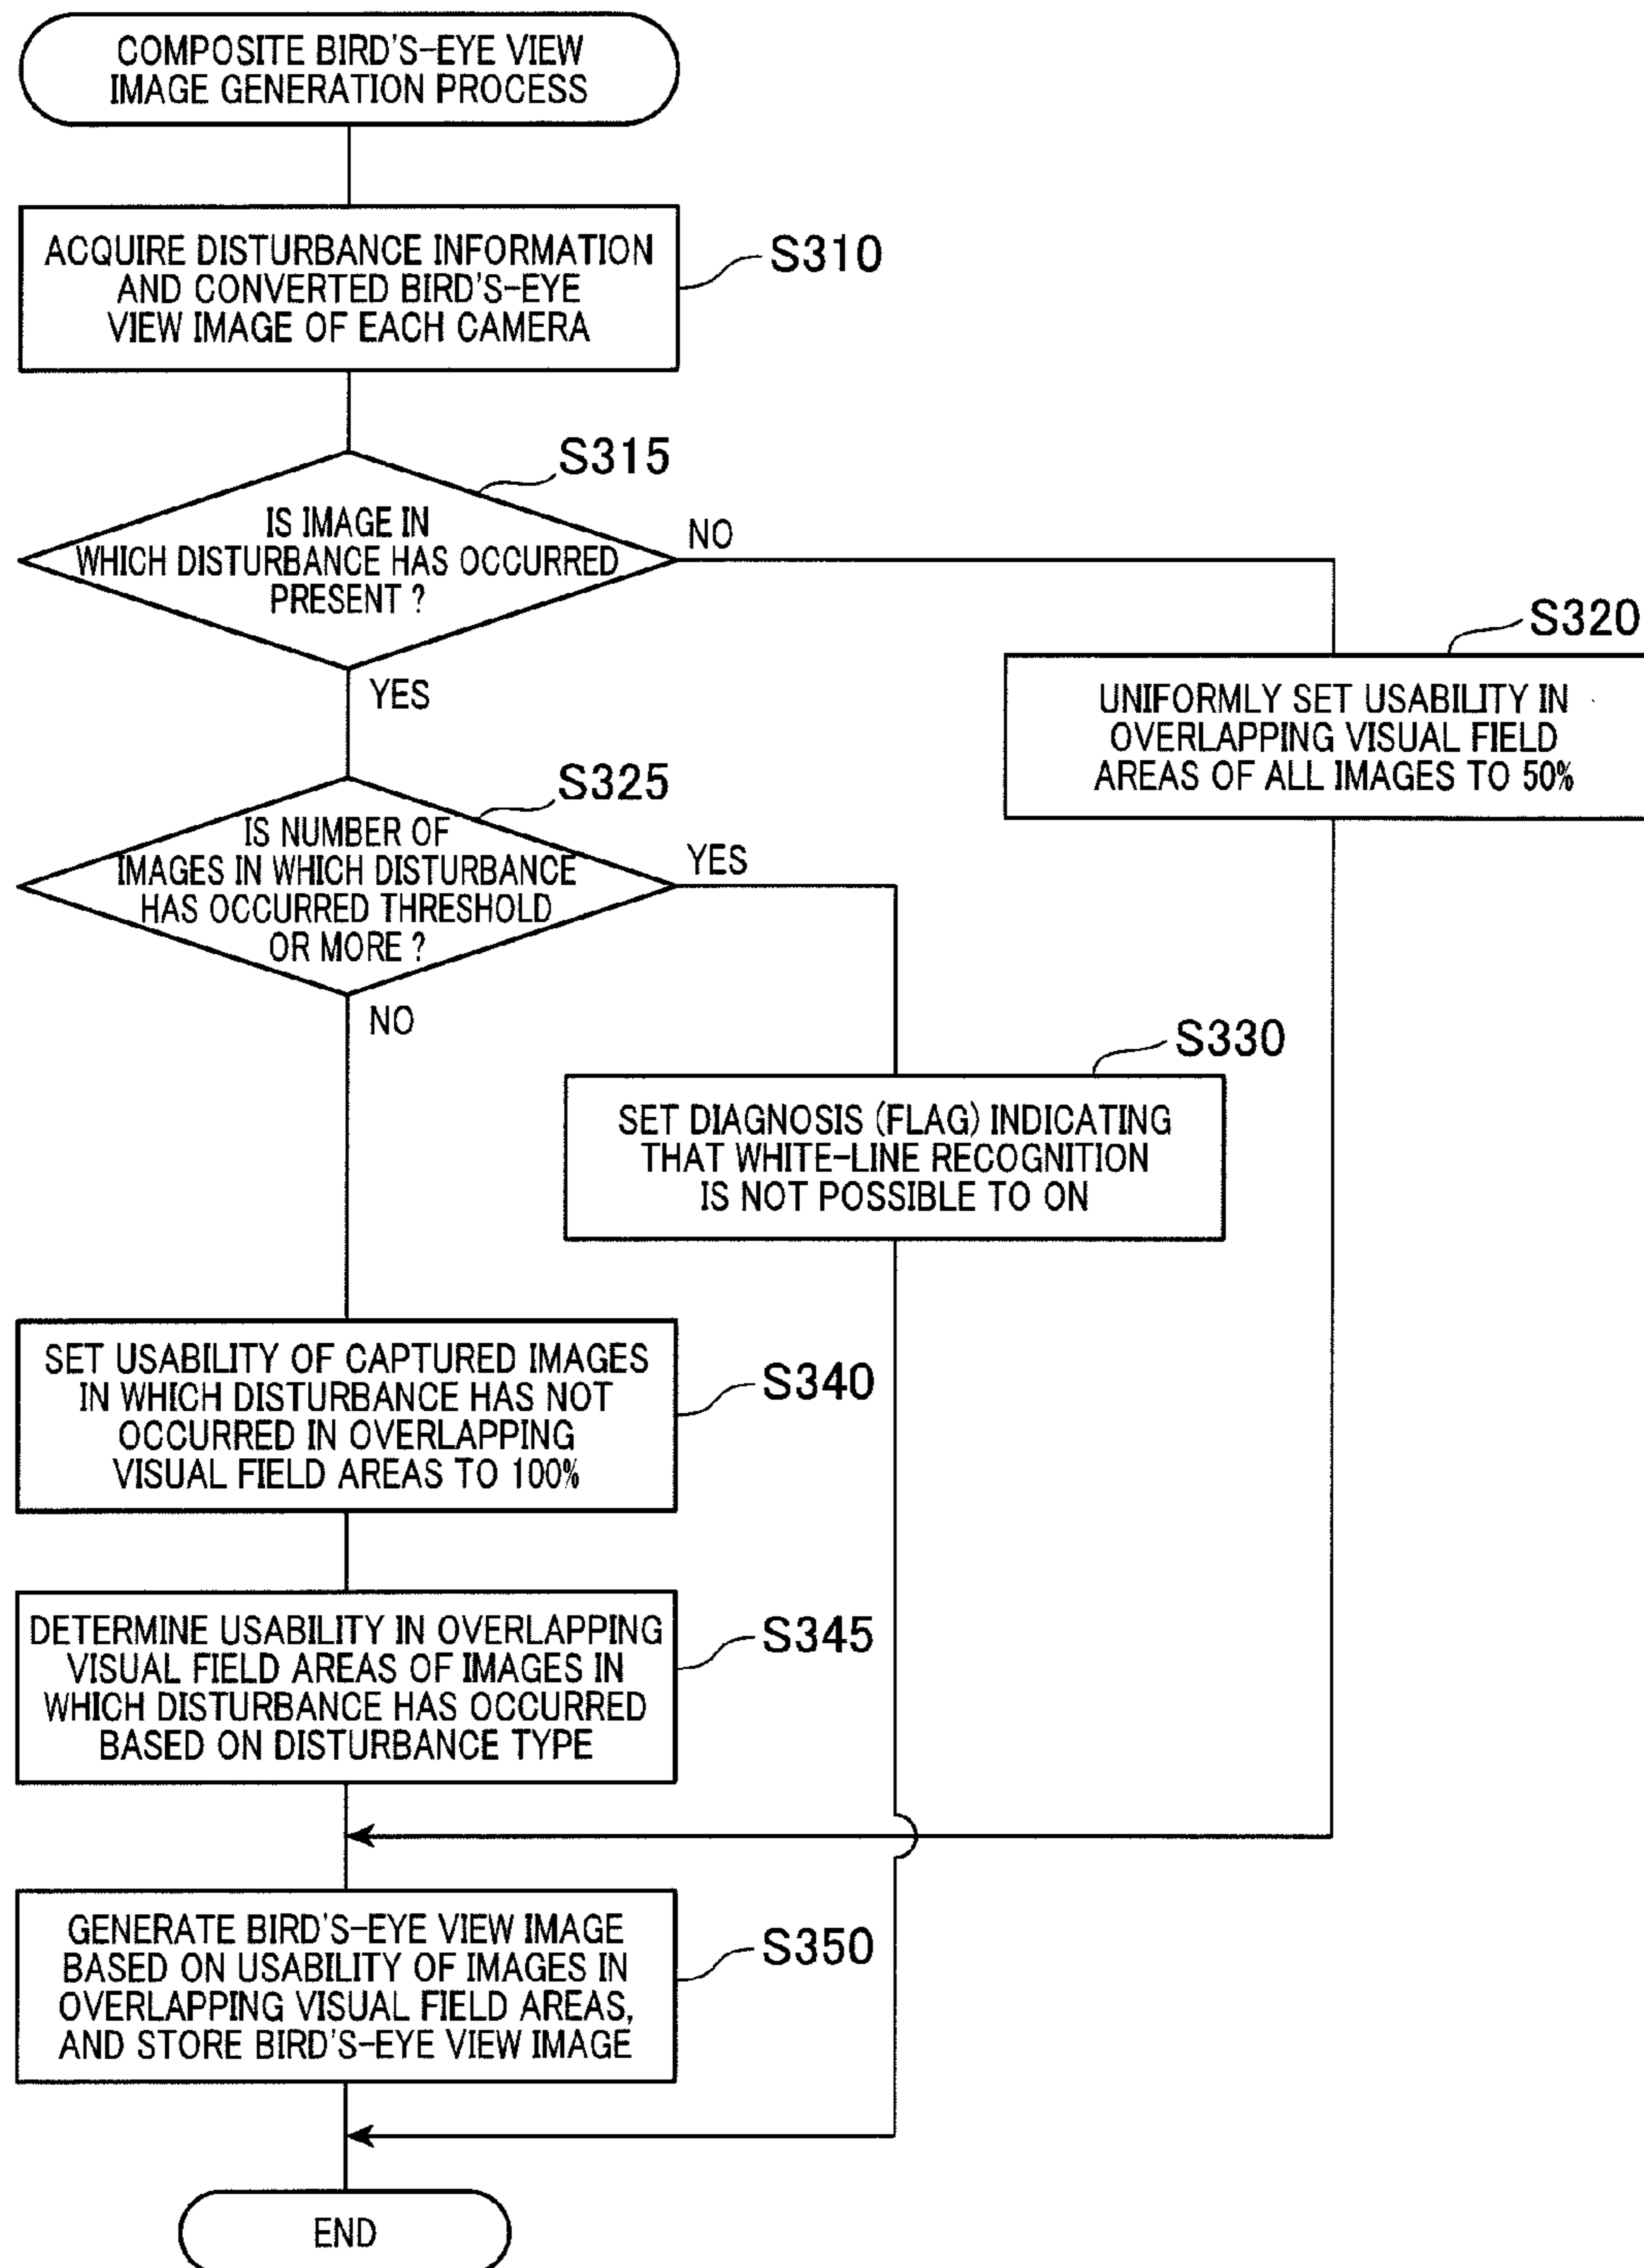 COMPOSITE BIRD'S-EYE VIEW
IMAGE GENERATION PROCESS
ACQUIRE DISTURBANCE INFORMATION
AND CONVERTED BIRD'S-EYE
VIEW IMAGE OF EACH CAMERA
S310
S315
IS IMAGE IN
WHICH DISTURBANCE HAS OCCURRED
PRESENT ?
NO
YES
S320
UNIFORMLY SET USABILITY IN
OVERLAPPING VISUAL FIELD
AREAS OF ALL IMAGES TO 50%
S325
IS NUMBER OF
IMAGES IN WHICH DISTURBANCE
HAS OCCURRED THRESHOLD
OR MORE ?
YES
NO
S330
SET DIAGNOSIS (FLAG) INDICATING
THAT WHITE-LINE RECOGNITION
IS NOT POSSIBLE TO ON
SET USABILITY OF CAPTURED IMAGES
IN WHICH DISTURBANCE HAS NOT
OCCURRED IN OVERLAPPING
VISUAL FIELD AREAS TO 100%
S340
DETERMINE USABILITY IN OVERLAPPING
VISUAL FIELD AREAS OF IMAGES IN
WHICH DISTURBANCE HAS OCCURRED
BASED ON DISTURBANCE TYPE
S345
GENERATE BIRD'S-EYE VIEW IMAGE
BASED ON USABILITY OF IMAGES IN
OVERLAPPING VISUAL FIELD AREAS,
AND STORE BIRD'S-EYE VIEW IMAGE
S350
END